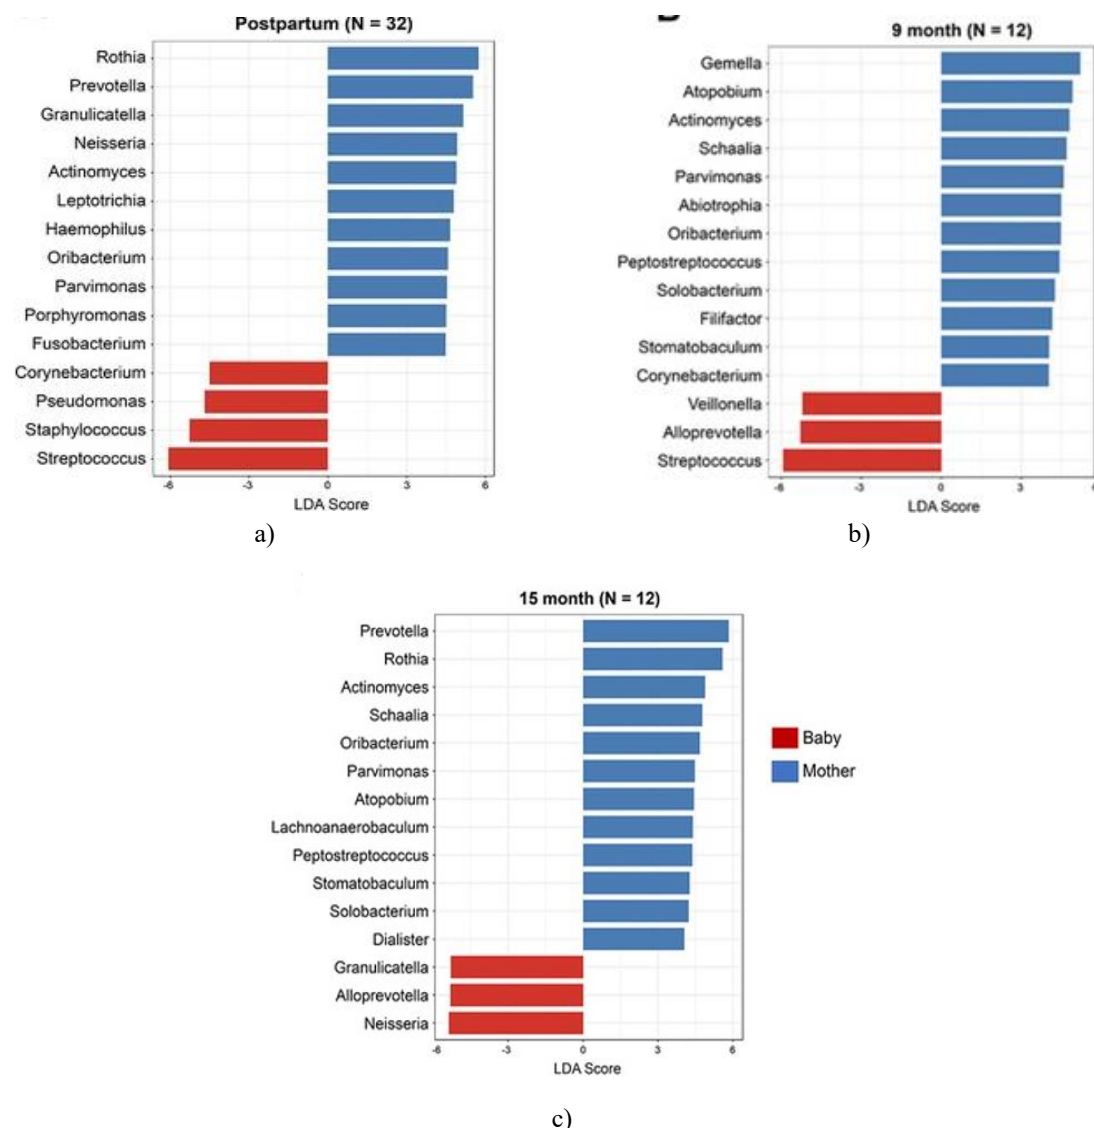 Postpartum (N = 32)
Rothia
Prevotella
Granulicatella
Neisseria
Actinomyces
Leptotrichia
Haemophilus
Oribacterium
Parvimonas
Porphyromonas
Fusobacterium
Corynebacterium
Pseudomonas
Staphylococcus
Streptococcus
-6 -3 0 3 6
LDA Score
a)
9 month (N = 12)
Gemella
Atopobium
Actinomyces
Schaalia
Parvimonas
Abiotrophia
Oribacterium
Peptostreptococcus
Solobacterium
Filifactor
Stomatobaculum
Corynebacterium
Veillonella
Alloprevotella
Streptococcus
-6 -3 0 3
LDA Score
b)
15 month (N = 12)
Prevotella
Rothia
Actinomyces
Schaalia
Oribacterium
Parvimonas
Atopobium
Lachnoanaerobaculum
Peptostreptococcus
Stomatobaculum
Solobacterium
Dialister
Granulicatella
Alloprevotella
Neisseria
-6 -3 0 3 6
LDA Score
Baby
Mother
c)